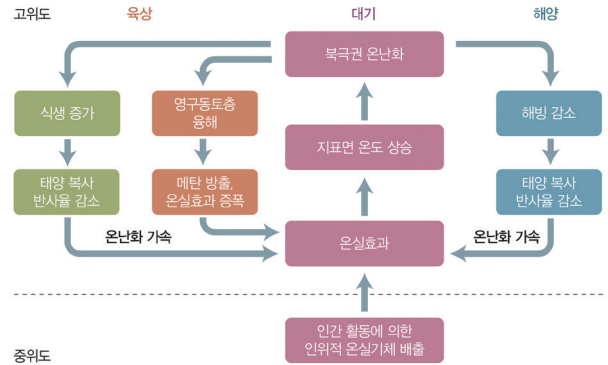 고위도
육상
대기
해양
북극권 온난화
식생 증가
영구동토층
융해
지표면 온도 상승
해빙 감소
태양 복사
반사율 감소
메탄 방출,
온실효과 증폭
태양 복사
반사율 감소
온난화 가속
온실효과
온난화 가속
인간 활동에 의한
인위적 온실기체 배출
중위도